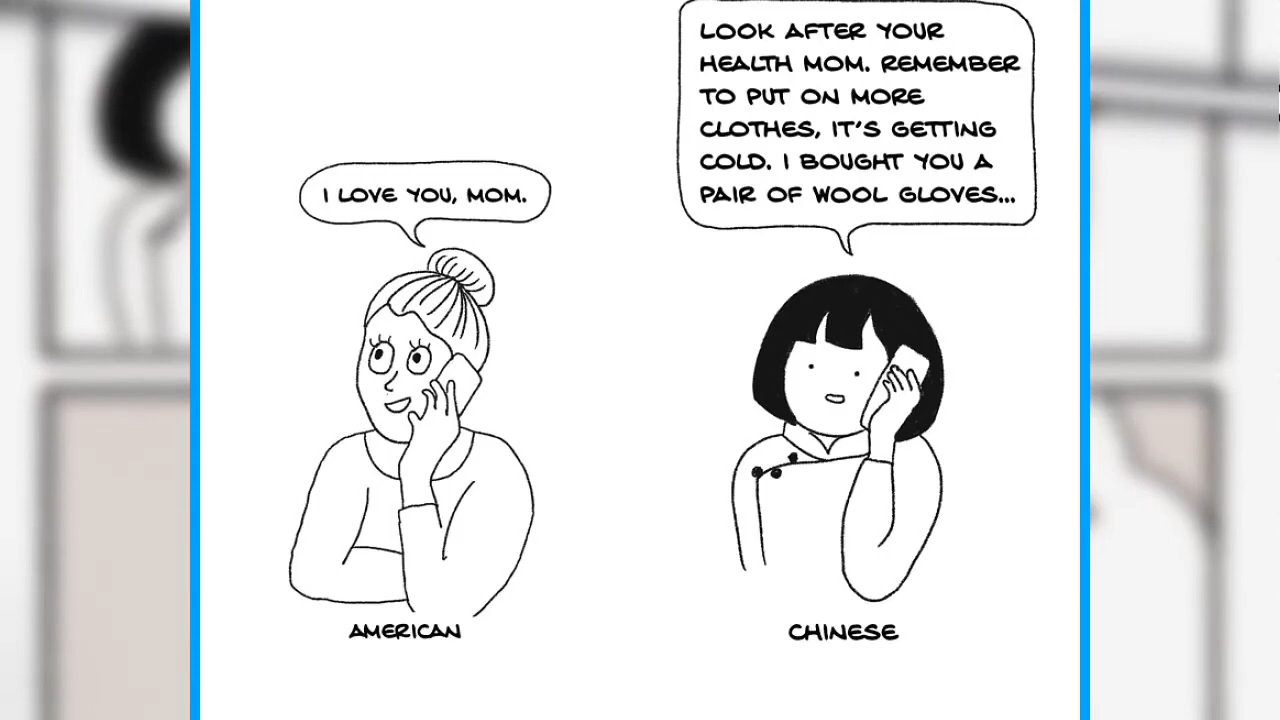 I LOVE YOU, MOM.
LOOK AFTER YOUR
HEALTH MOM. REMEMBER
TO PUT ON MORE
CLOTHES, IT'S GETTING
COLD. I BOUGHT YOU A
PAIR OF WOOL GLOVES...
AMERICAN
CHINESE